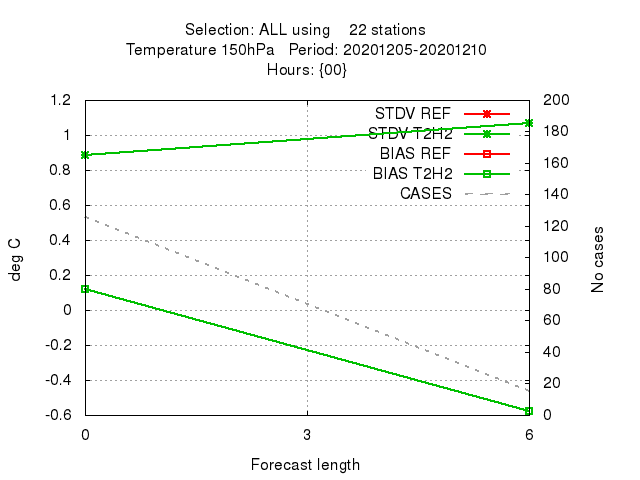 Selection: ALL using    22 stations
Temperature 150hPa   Period: 20201205-20201210
Hours: {00}
1.2
1
0.8
0.6
0.4
0.2
0
-0.2
-0.4
-0.6
deg C
STDV REF
STDV T2H2
BIAS REF
BIAS T2H2
CASES
200
180
160
140
120
100
80
60
40
20
0
No cases
0 3 6
Forecast length